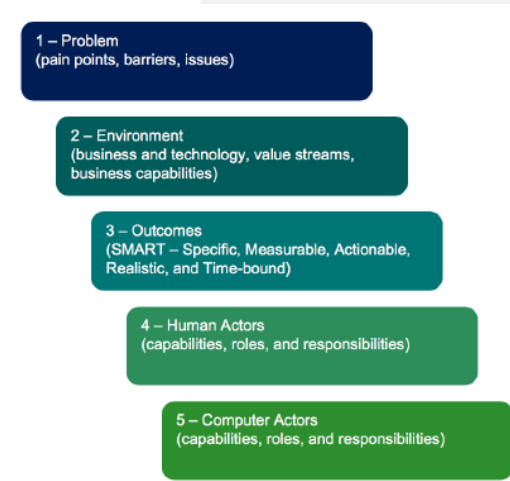 1 – Problem
(pain points, barriers, issues)
2 – Environment
(business and technology, value streams,
business capabilities)
3 – Outcomes
(SMART – Specific, Measurable, Actionable,
Realistic, and Time-bound)
4 – Human Actors
(capabilities, roles, and responsibilities)
5 – Computer Actors
(capabilities, roles, and responsibilities)